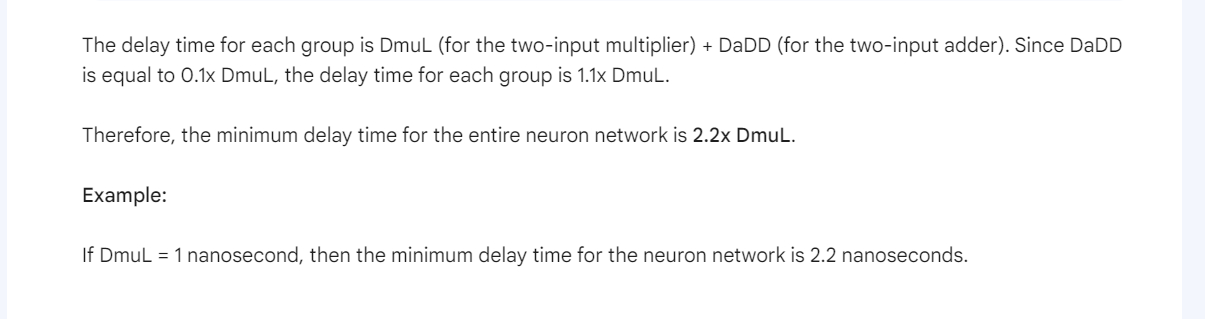 The delay time for each group is DmuL (for the two-input multiplier) + DaDD (for the two-input adder). Since DaDD
is equal to 0.1x DmuL, the delay time for each group is 1.1x DmuL.
Therefore, the minimum delay time for the entire neuron network is 2.2x DmuL.
Example:
If DmuL = 1 nanosecond, then the minimum delay time for the neuron network is 2.2 nanoseconds.